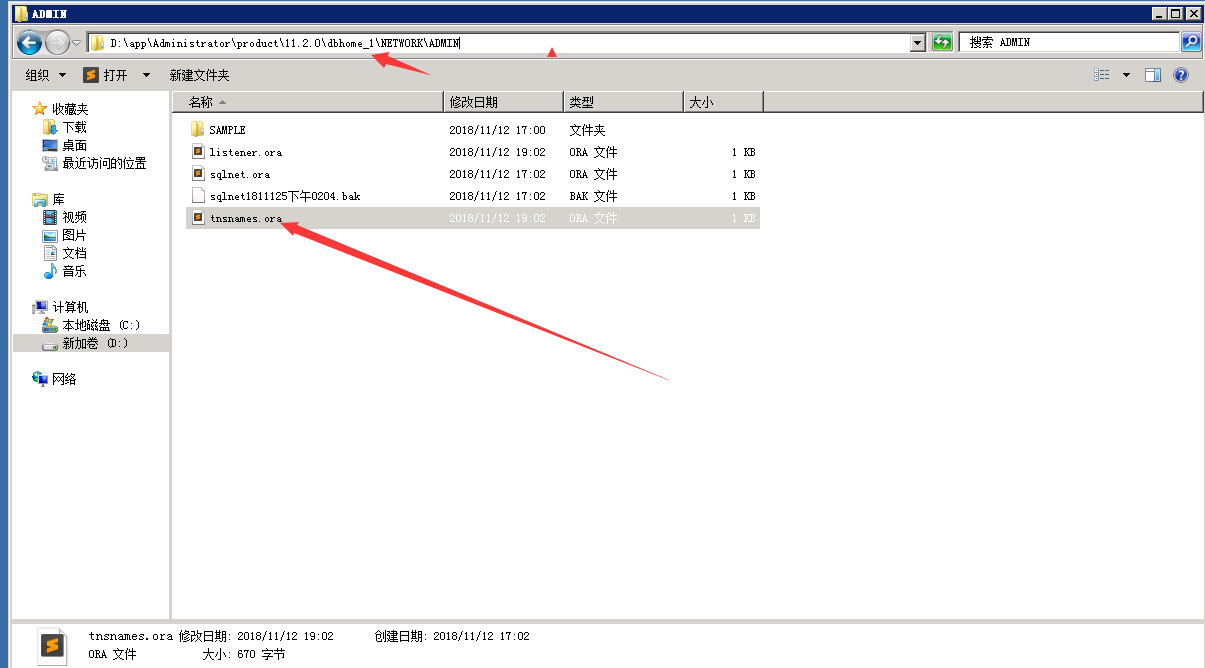 ADMIN
D:\app\Administrator\product\11.2.0\dbhome_1\NETWORK\ADMIN
搜索 ADMIN
组织 打开 新建文件夹
名称 修改日期 类型 大小
收藏夹
下载
桌面
最近访问的位置
库
视频
图片
文档
音乐
计算机
本地磁盘 (C:)
新加卷 (D:)
网络
SAMPLE 2018/11/12 17:00 文件夹
listener.ora 2018/11/12 19:02 ORA 文件 1 KB
sqlnet.ora 2018/11/12 17:02 ORA 文件 1 KB
sqlnet1811125下午0204.bak 2018/11/12 17:02 BAK 文件 1 KB
tnsnames.ora 2018/11/12 19:02 ORA 文件 1 KB
tnsnames.ora 修改日期: 2018/11/12 19:02 创建日期: 2018/11/12 17:02
ORA 文件 大小: 670 字节